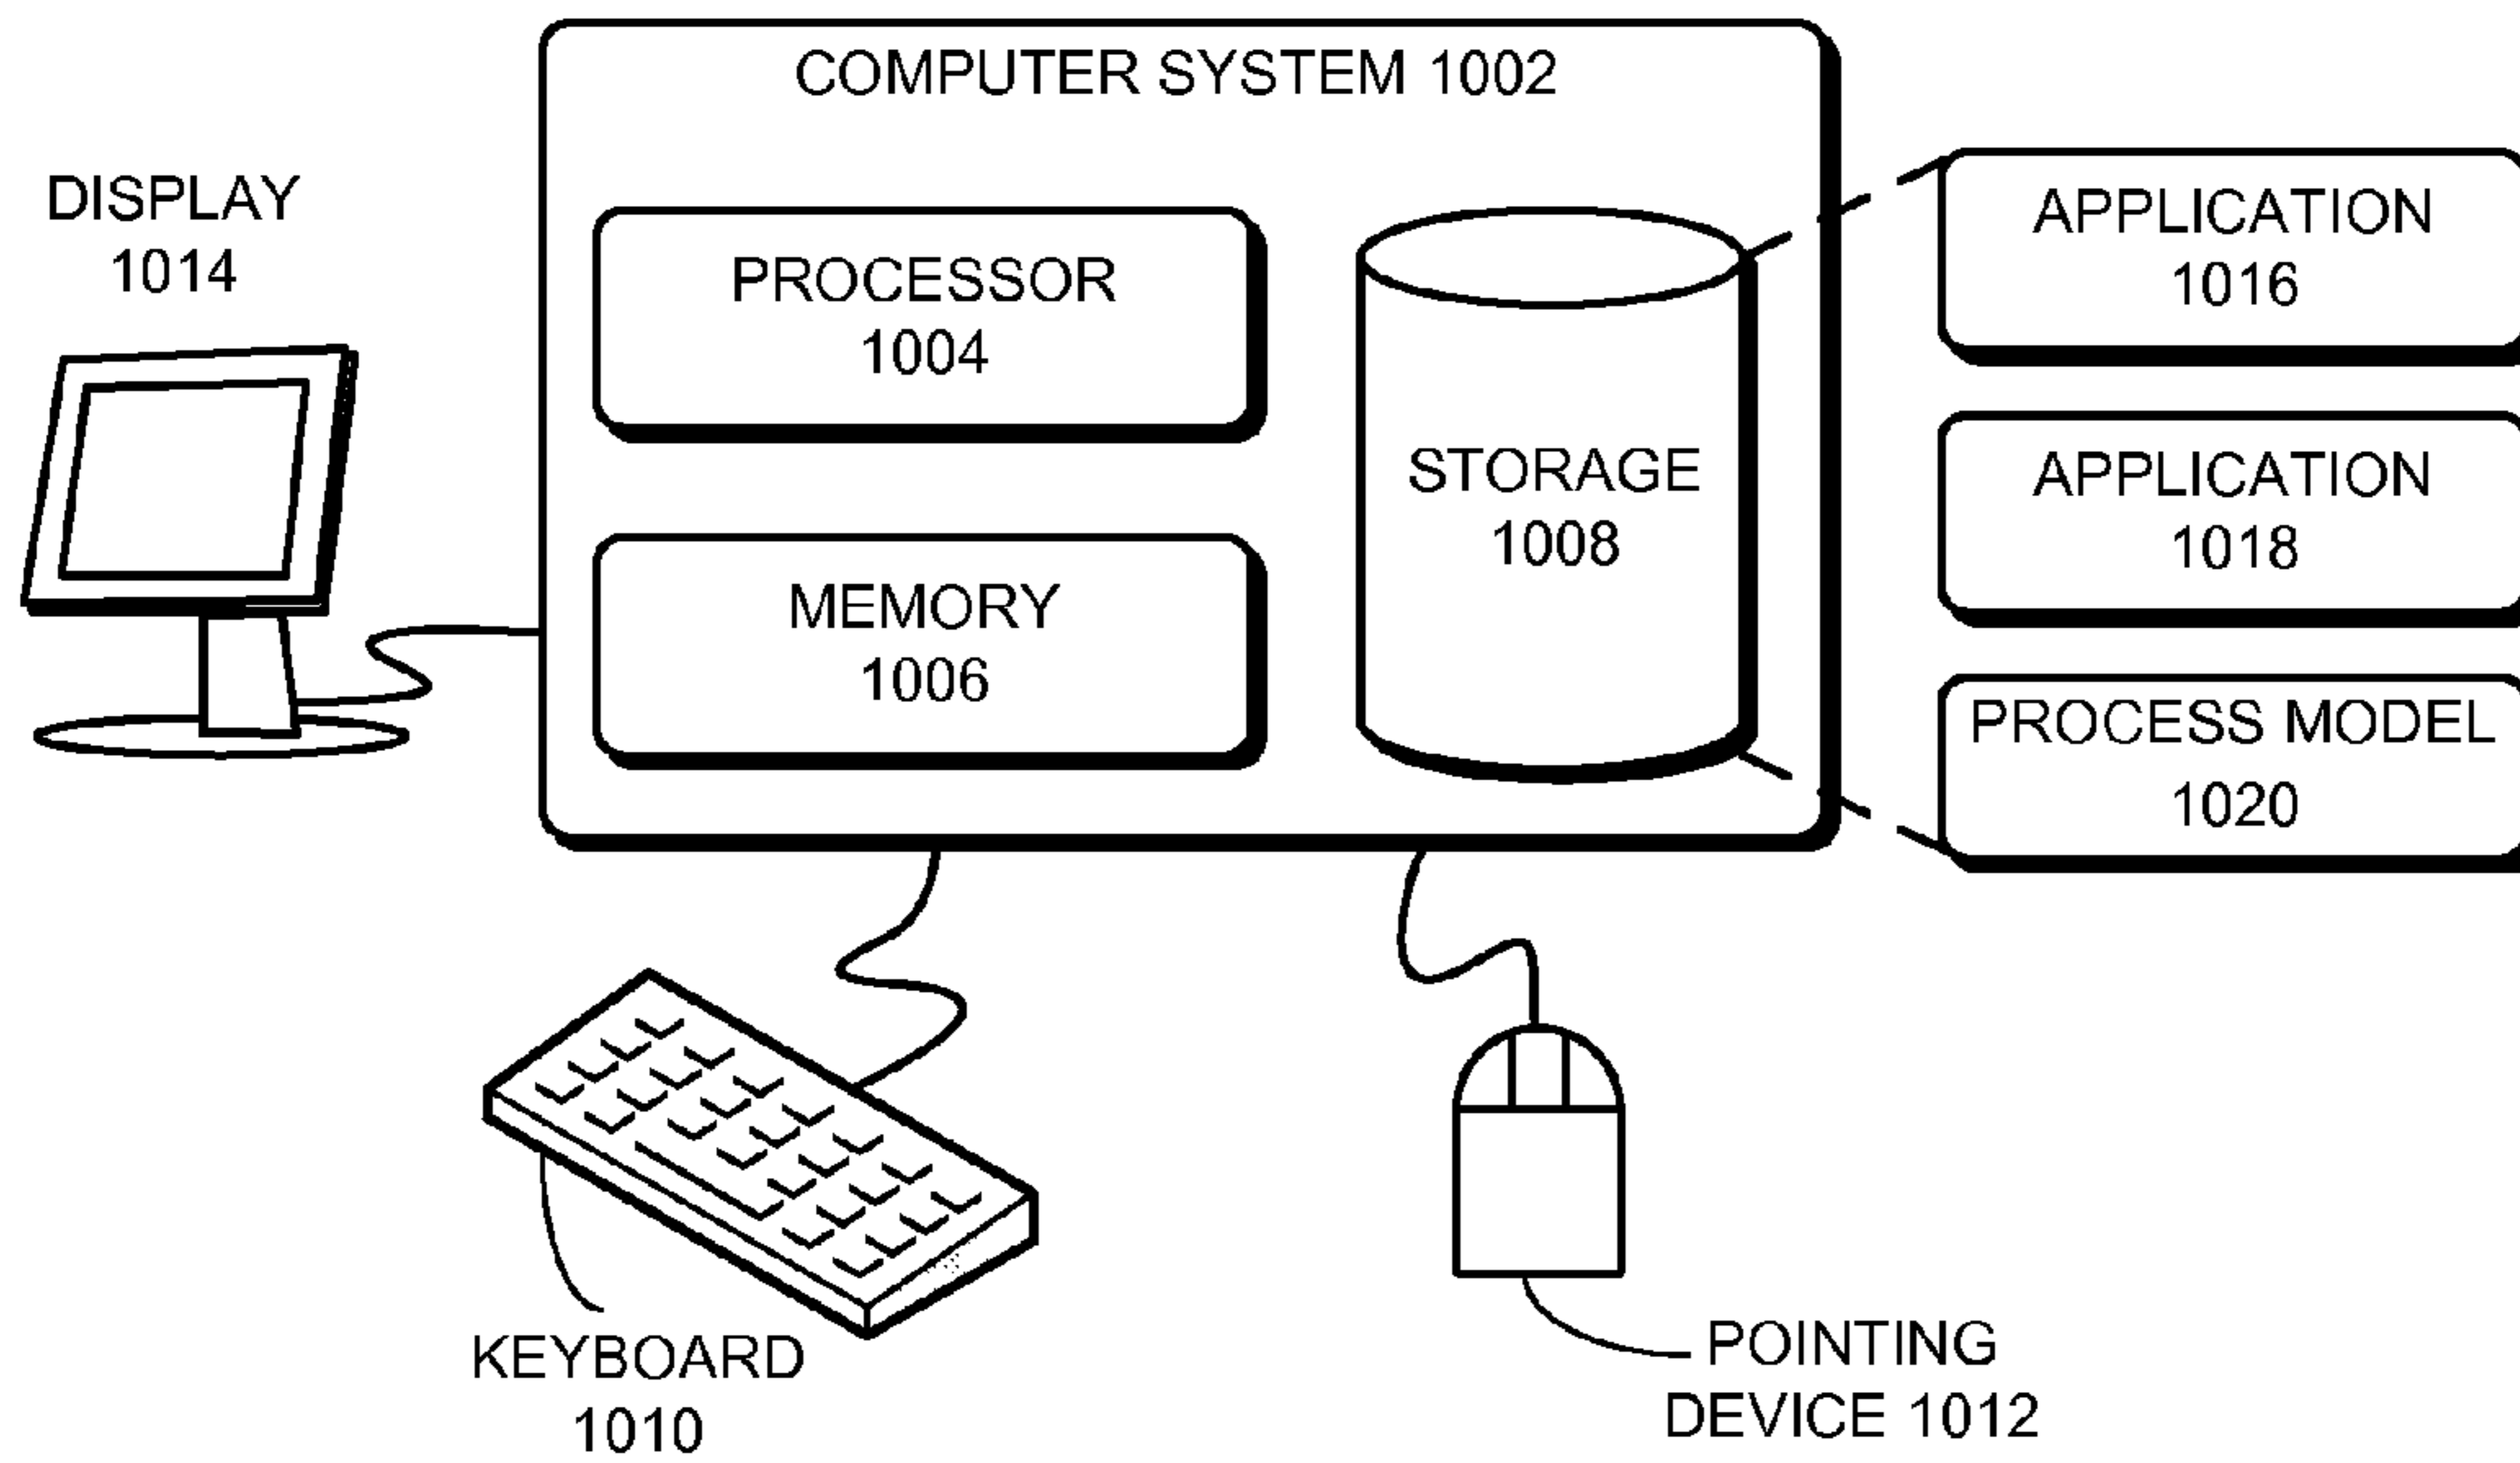 COMPUTER SYSTEM 1002
DISPLAY
1014
PROCESSOR
1004
MEMORY
1006
STORAGE
1008
APPLICATION
1016
APPLICATION
1018
PROCESS MODEL
1020
KEYBOARD
1010
POINTING
DEVICE 1012